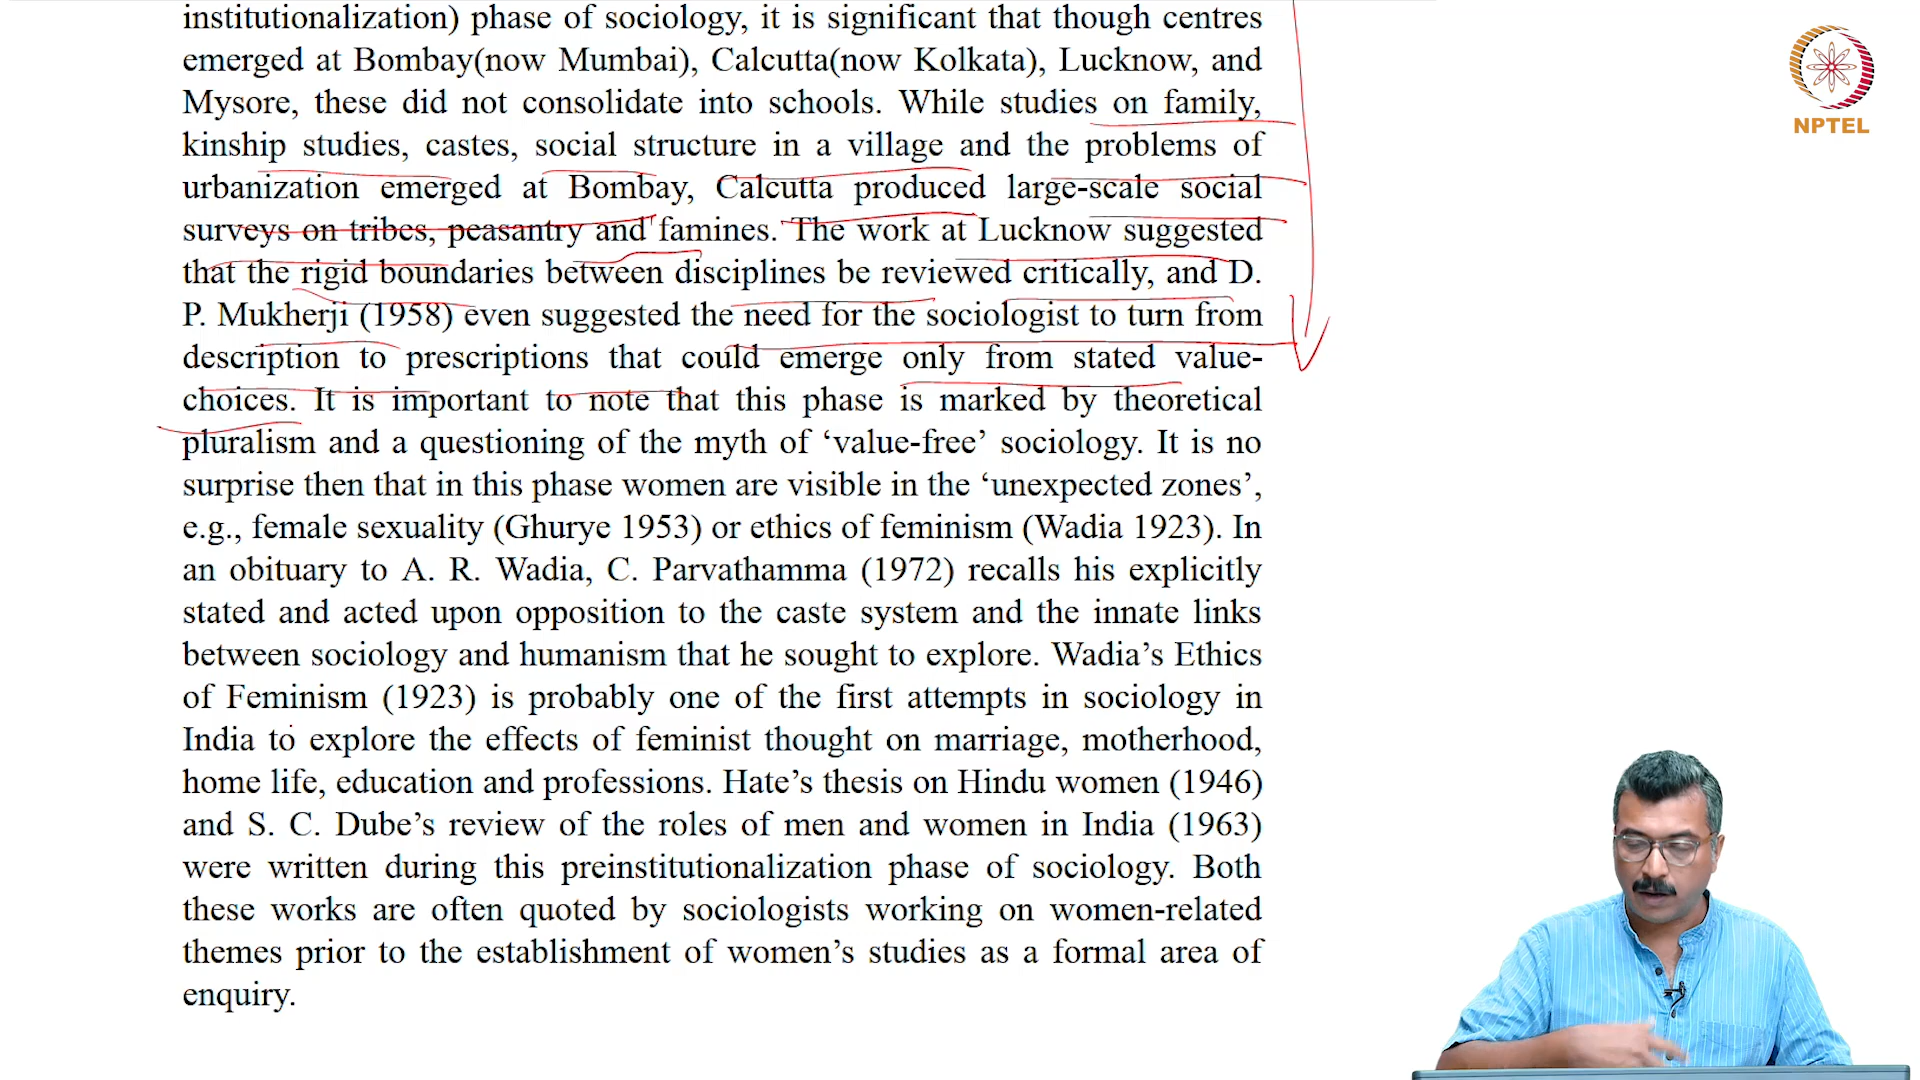 institutionalization) phase of sociology, it is significant that though centres
emerged at Bombay(now Mumbai), Calcutta(now Kolkata), Lucknow, and
Mysore, these did not consolidate into schools. While studies on family,
kinship studies, castes, social structure in a village and the problems of
urbanization emerged at Bombay, Calcutta produced large-scale social
surveys on tribes, peasantry and famines. The work at Lucknow suggested
that the rigid boundaries between disciplines be reviewed critically, and D.
P. Mukherji (1958) even suggested the need for the sociologist to turn from
description to prescriptions that could emerge only from stated value-
choices. It is important to note that this phase is marked by theoretical
pluralism and a questioning of the myth of ‘value-free’ sociology. It is no
surprise then that in this phase women are visible in the ‘unexpected zones’,
e.g., female sexuality (Ghurye 1953) or ethics of feminism (Wadia 1923). In
an obituary to A. R. Wadia, C. Parvathamma (1972) recalls his explicitly
stated and acted upon opposition to the caste system and the innate links
between sociology and humanism that he sought to explore. Wadia’s Ethics
of Feminism (1923) is probably one of the first attempts in sociology in
India to explore the effects of feminist thought on marriage, motherhood,
home life, education and professions. Hate’s thesis on Hindu women (1946)
and S. C. Dube’s review of the roles of men and women in India (1963)
were written during this preinstitutionalization phase of sociology. Both
these works are often quoted by sociologists working on women-related
themes prior to the establishment of women’s studies as a formal area of
enquiry.
NPTEL